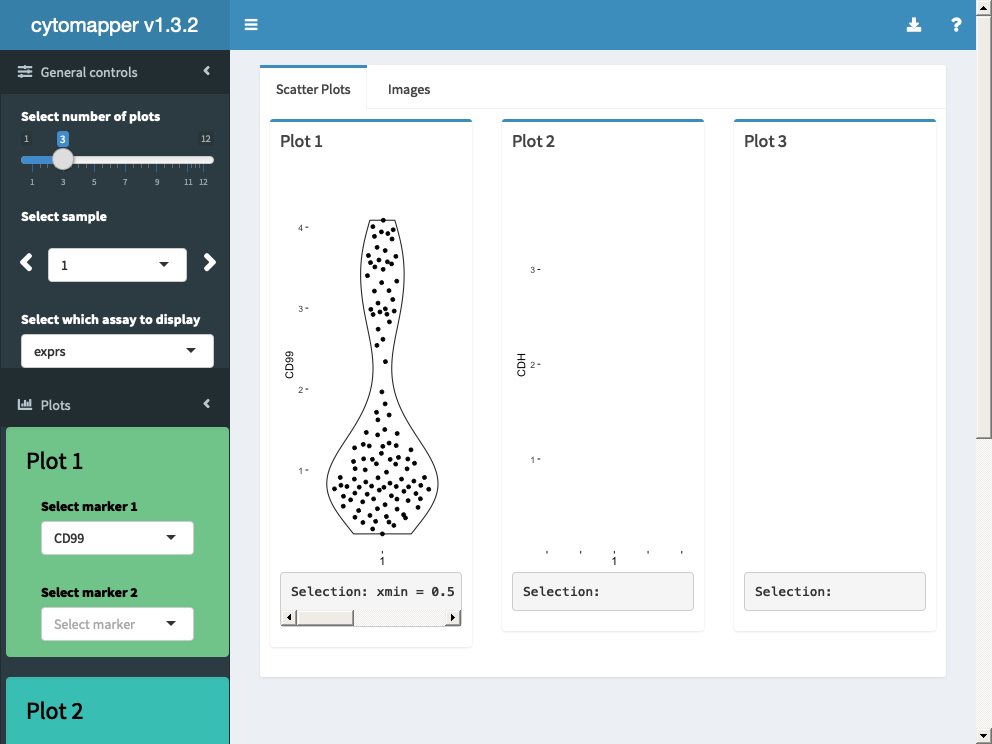 cytomapper v1.3.2
?
General controls
Select number of plots
1 3 12
1 3 5 7 9 11 12
Select sample
1
Select which assay to display
exprs
Plots
Plot 1
Select marker 1
CD99
Select marker 2
Select marker
Plot 2
Scatter Plots Images
Plot 1
4
3
2
1
CD99
1
Selection: xmin = 0.5
Plot 2
3
2
1
CDH
1
Selection:
Plot 3
Selection: